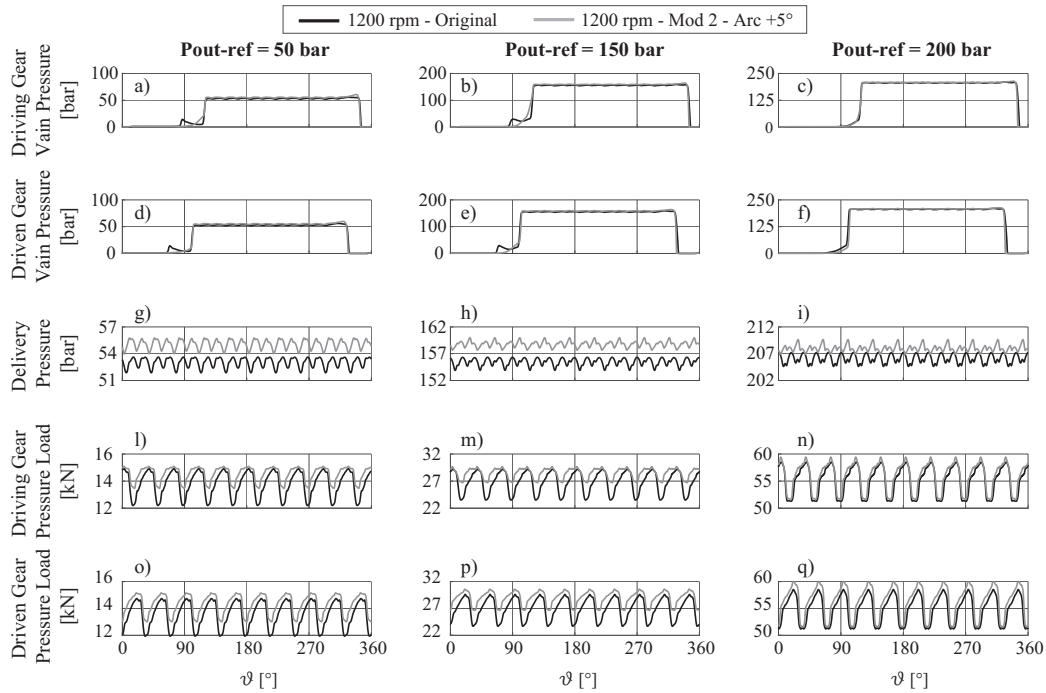 1200 rpm - Original 1200 rpm - Mod 2 - Arc +5°
Pout-ref = 50 bar Pout-ref = 150 bar Pout-ref = 200 bar
Driving Gear
Vain Pressure
[bar]
a) b) c)
100 200 250
50 100 125
0 0 0
Driven Gear
Vain Pressure
[bar]
d) e) f)
100 200 250
50 100 125
0 0 0
Delivery
Pressure
[bar]
g) h) i)
57 162 212
54 157 207
51 152 202
Driving Gear
Pressure Load
[kN]
l) m) n)
16 32 60
14 27 55
12 22 50
Driven Gear
Pressure Load
[kN]
o) p) q)
16 32 60
14 27 55
12 22 50
0 90 180 270 360 0 90 180 270 360 0 90 180 270 360
ϑ [°] ϑ [°] ϑ [°]